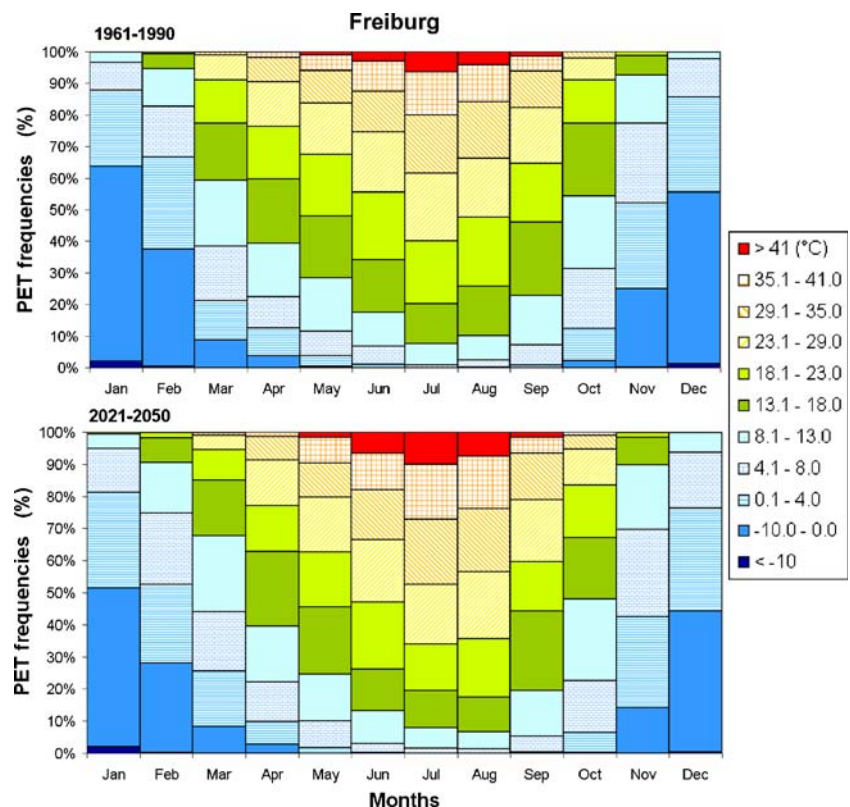 Freiburg
1961-1990
PET frequencies (%)
100%
90%
80%
70%
60%
50%
40%
30%
20%
10%
0%
Jan Feb Mar Apr May Jun Jul Aug Sep Oct Nov Dec
> 41 (°C)
35.1 - 41.0
29.1 - 35.0
23.1 - 29.0
18.1 - 23.0
13.1 - 18.0
8.1 - 13.0
4.1 - 8.0
0.1 - 4.0
-10.0 - 0.0
< -10
2021-2050
PET frequencies (%)
100%
90%
80%
70%
60%
50%
40%
30%
20%
10%
0%
Jan Feb Mar Apr May Jun Jul Aug Sep Oct Nov Dec
Months